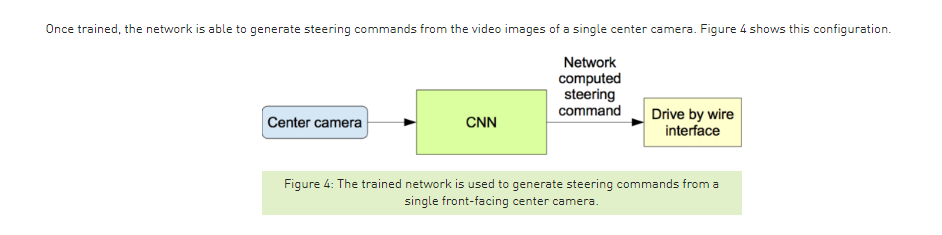 Once trained, the network is able to generate steering commands from the video images of a single center camera. Figure 4 shows this configuration.
Network
computed
steering
command
Center camera
CNN
Drive by wire
interface
Figure 4: The trained network is used to generate steering commands from a
single front-facing center camera.